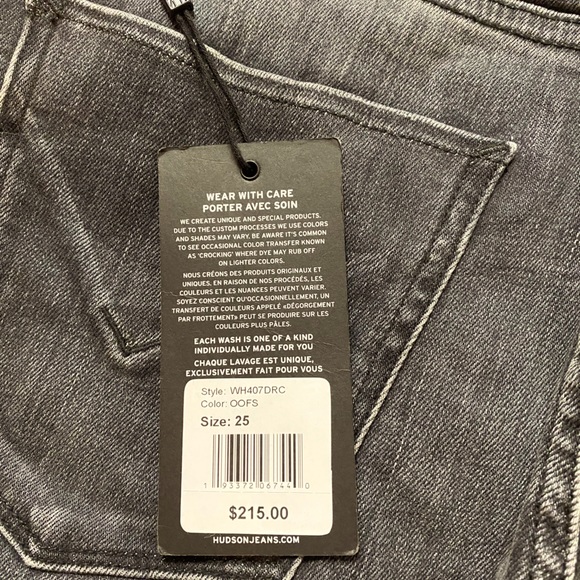 WEAR WITH CARE
PORTER AVEC SOIN
WE CREATE UNIQUE AND SPECIAL PRODUCTS.
DUE TO THE CUSTOM PROCESSES WE USE COLORS
AND SHADES MAY VARY. BE AWARE IT'S COMMON
TO SEE OCCASIONAL COLOR TRANSFER KNOWN
AS 'CROCKING' WHERE DYE MAY RUB OFF
ON LIGHTER COLORS.
NOUS CRÉONS DES PRODUITS ORIGINAUX ET
UNIQUES, EN RAISON DE NOS PROCÉDÉS, LES
COULEURS ET LES NUANCES PEUVENT VARIER.
SOYEZ CONSCIENT QU'OCCASIONNELLEMENT, UN
TRANSFERT DE COULEURS APPELÉ «DÉGORGEMENT
PAR FROTTEMENT» PEUT SE PRODUIRE SUR LES
COULEURS PLUS PÂLES.
EACH WASH IS ONE OF A KIND
INDIVIDUALLY MADE FOR YOU
CHAQUE LAVAGE EST UNIQUE,
EXCLUSIVEMENT FAIT POUR VOUS
Style: WH407DRC
Color: OOFS
Size: 25
1 93372 06744 0
$215.00
HUDSONJEANS.COM